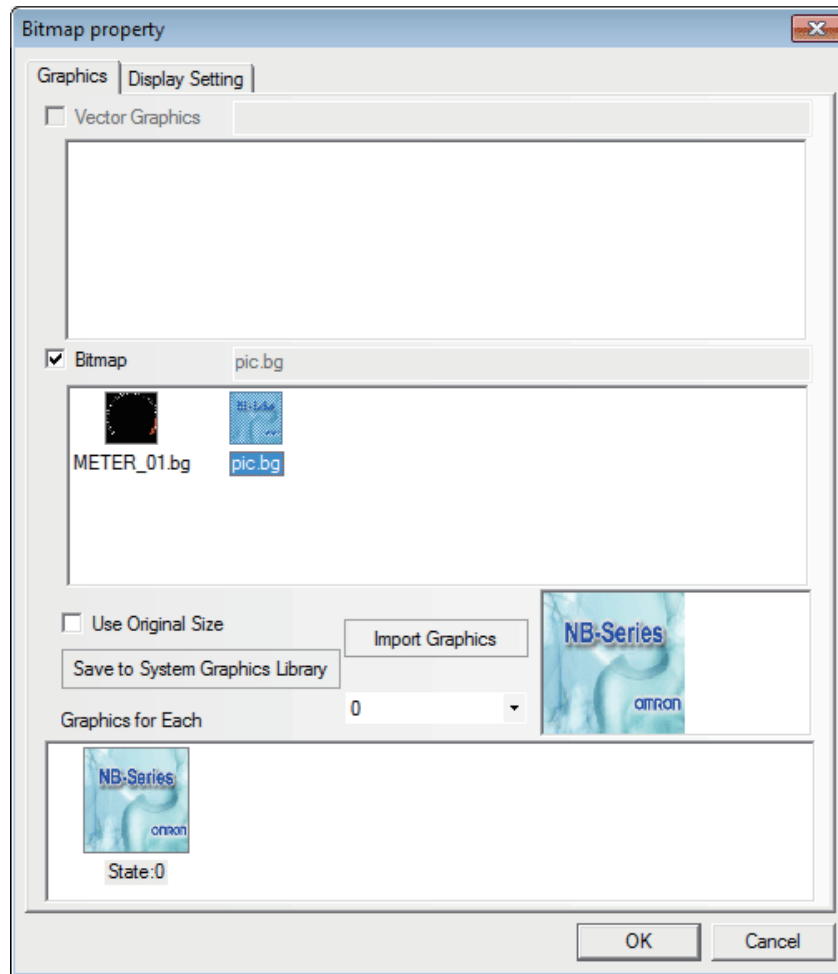 Bitmap property
Graphics
Display Setting
Vector Graphics
Bitmap
pic.bg
METER_01.bg
pic.bg
Use Original Size
Import Graphics
Save to System Graphics Library
NB-Series
OMRON
0
Graphics for Each
NB-Series
OMRON
State:0
OK
Cancel